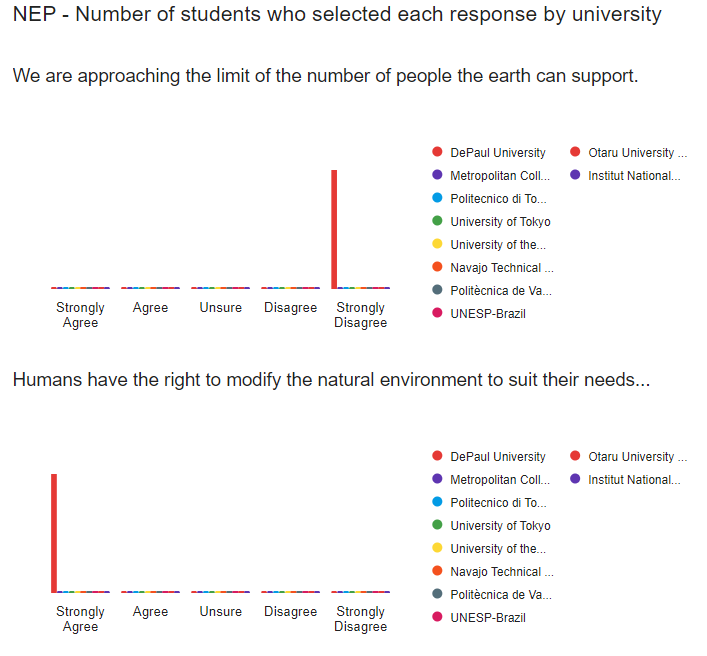 NEP - Number of students who selected each response by university
We are approaching the limit of the number of people the earth can support.
DePaul University
Otaru University ...
Metropolitan Coll...
Institut National...
Politecnico di To...
University of Tokyo
University of the...
Navajo Technical ...
Politècnica de Va...
UNESP-Brazil
Strongly Agree
Agree
Unsure
Disagree
Strongly Disagree
Humans have the right to modify the natural environment to suit their needs...
DePaul University
Otaru University ...
Metropolitan Coll...
Institut National...
Politecnico di To...
University of Tokyo
University of the...
Navajo Technical ...
Politècnica de Va...
UNESP-Brazil
Strongly Agree
Agree
Unsure
Disagree
Strongly Disagree